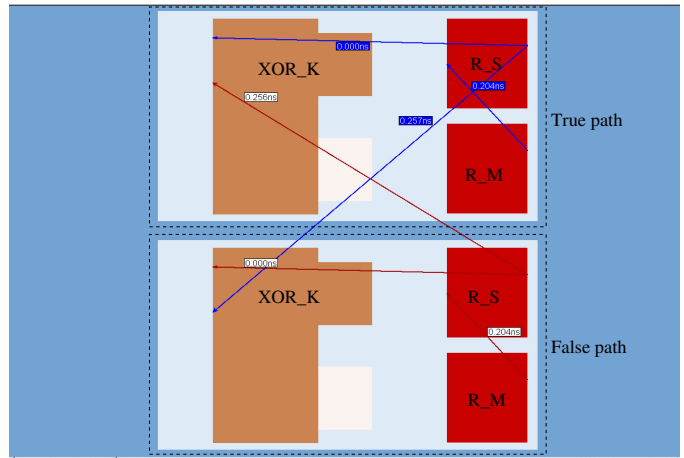 0.000ns
R_S
XOR_K
0.204ns
0.256ns
0.257ns
True path
R_M
0.000ns
XOR_K
R_S
0.204ns
False path
R_M